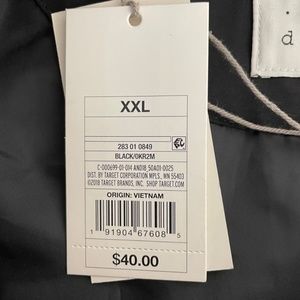 XXL
283 01 0849
BLACK/0KR2M
C-000699-01-014 AND18 50A01-0025
DIST. BY TARGET CORPORATION MPLS., MN 55403
©2018 TARGET BRANDS, INC. SHOP TARGET.COM
ORIGIN: VIETNAM
1 91904 67608 5
$40.00
d